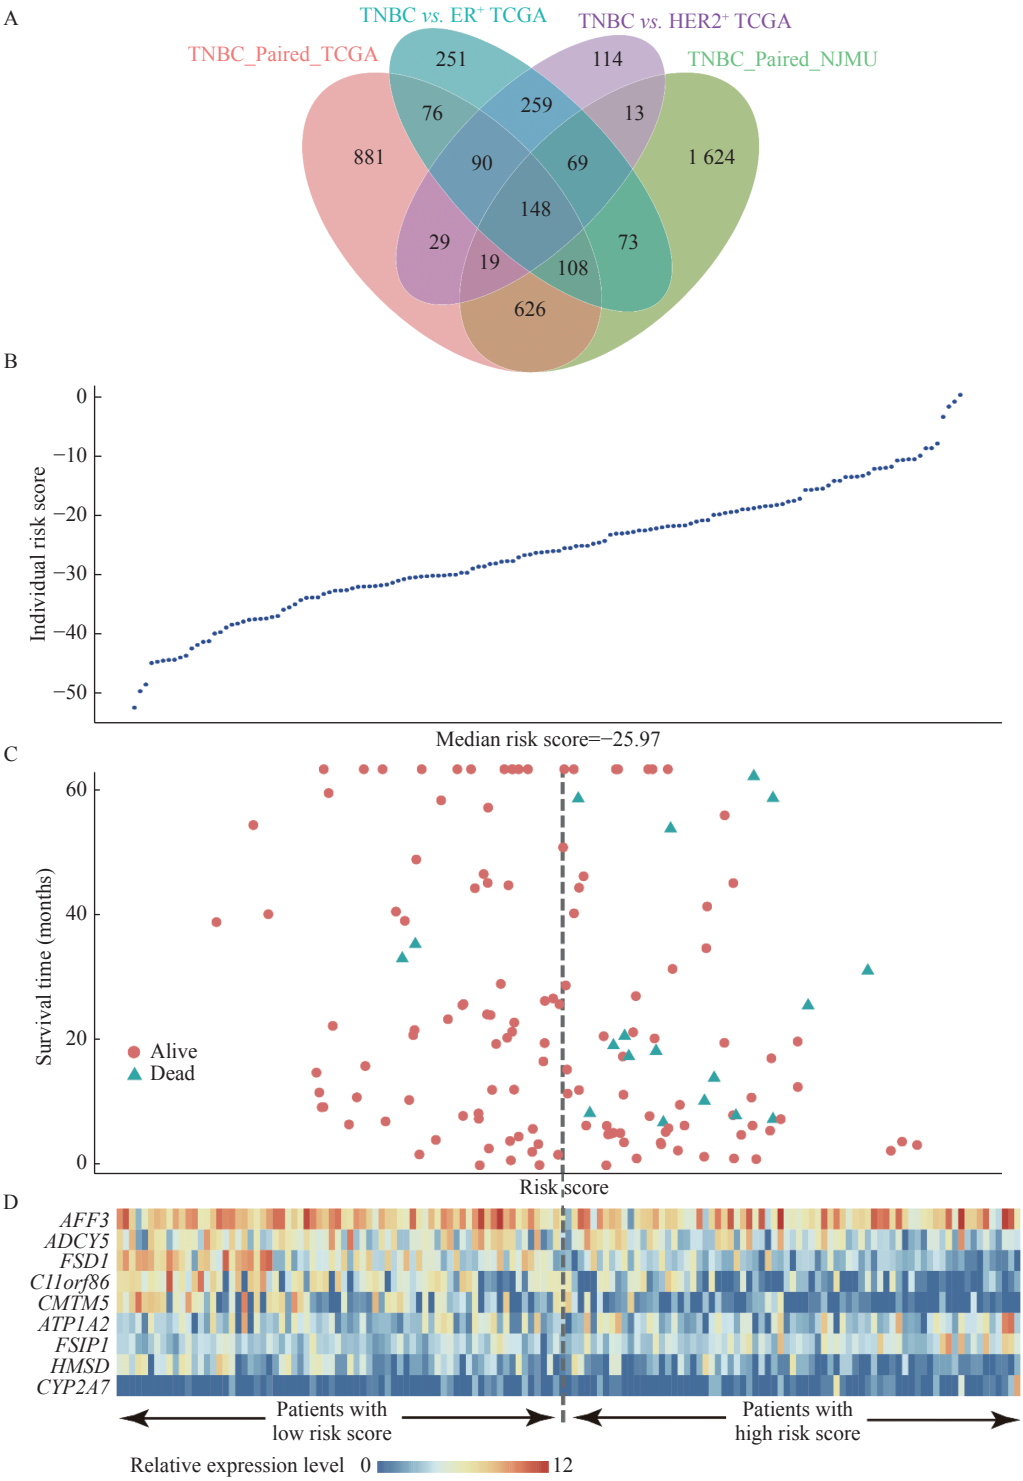 A
TNBC vs. ER+ TCGA
TNBC vs. HER2+ TCGA
TNBC_Paired_TCGA
TNBC_Paired_NJMU
251
114
76
259
13
881
90
69
1 624
148
29
73
19
108
626
B
0
−10
−20
−30
−40
−50
Individual risk score
Median risk score=−25.97
C
60
40
20
0
Survival time (months)
Alive
Dead
Risk score
D
AFF3
ADCY5
FSD1
C11orf86
CMTM5
ATP1A2
FSIP1
HMSD
CYP2A7
Patients with
low risk score
Patients with
high risk score
Relative expression level 0 12